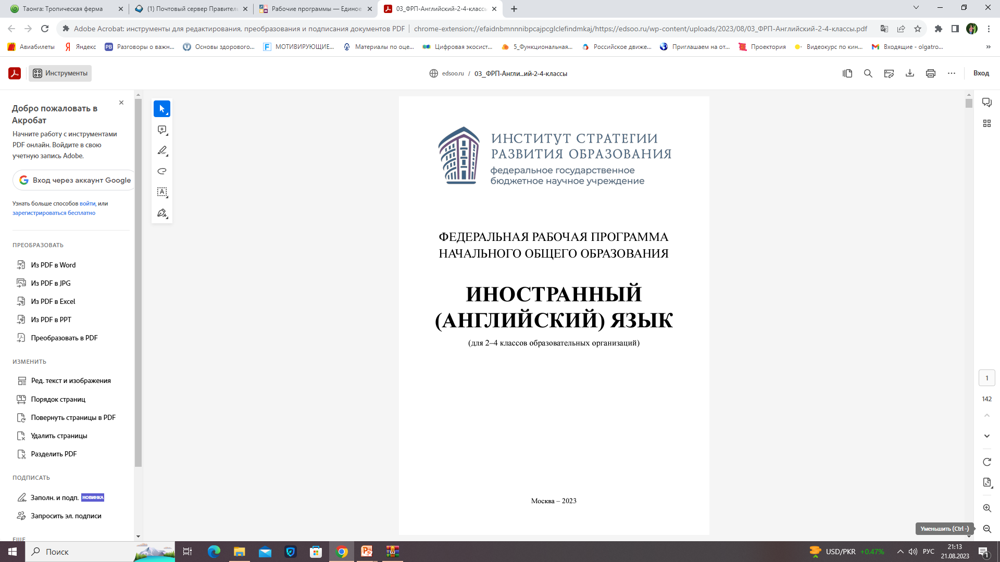 Таонга: Тропическая ферма
(1) Почтовый сервер Правитель
Рабочие программы — Единое
03_ФРП-Английский-2-4-классы
Adobe Acrobat: инструменты для редактирования, преобразования и подписания документов PDF
chrome-extension://efaidnbmnnnibpcajpcglclefindmkaj/https://edsoo.ru/wp-content/uploads/2023/08/03_ФРП-Английский-2-4-классы.pdf
Авиабилеты
Яндекс
Разговоры о важн...
Основы здорового...
МОТИВИРУЮЩИЕ...
Материалы по оце...
Цифровая экосист...
5_Функциональная...
Российское движе...
Приглашаем на от...
Проектория
Видеокурс по кин...
Входящие - olgatro...
»
Инструменты
edsoo.ru / 03_ФРП-Англи...ий-2-4-классы
Вход
Добро пожаловать в
Акробат
Начните работу с инструментами
PDF онлайн. Войдите в свою
учетную запись Adobe.
Вход через аккаунт Google
Узнать больше способов войти, или
зарегистрироваться бесплатно
ПРЕОБРАЗОВАТЬ
Из PDF в Word
Из PDF в JPG
Из PDF в Excel
Из PDF в PPT
Преобразовать в PDF
ИЗМЕНИТЬ
Ред. текст и изображения
Порядок страниц
Повернуть страницы в PDF
Удалить страницы
Разделить PDF
ПОДПИСАТЬ
Заполн. и подп. НОВИНКА
Запросить эл. подписи
ЕЩЕ
ИНСТИТУТ СТРАТЕГИИ
РАЗВИТИЯ ОБРАЗОВАНИЯ
федеральное государственное
бюджетное научное учреждение
ФЕДЕРАЛЬНАЯ РАБОЧАЯ ПРОГРАММА
НАЧАЛЬНОГО ОБЩЕГО ОБРАЗОВАНИЯ
ИНОСТРАННЫЙ
(АНГЛИЙСКИЙ) ЯЗЫК
(для 2–4 классов образовательных организаций)
Москва – 2023
1
142
Уменьшить (Ctrl -)
Поиск
USD/PKR +0.47%
РУС
21:13
21.08.2023
1